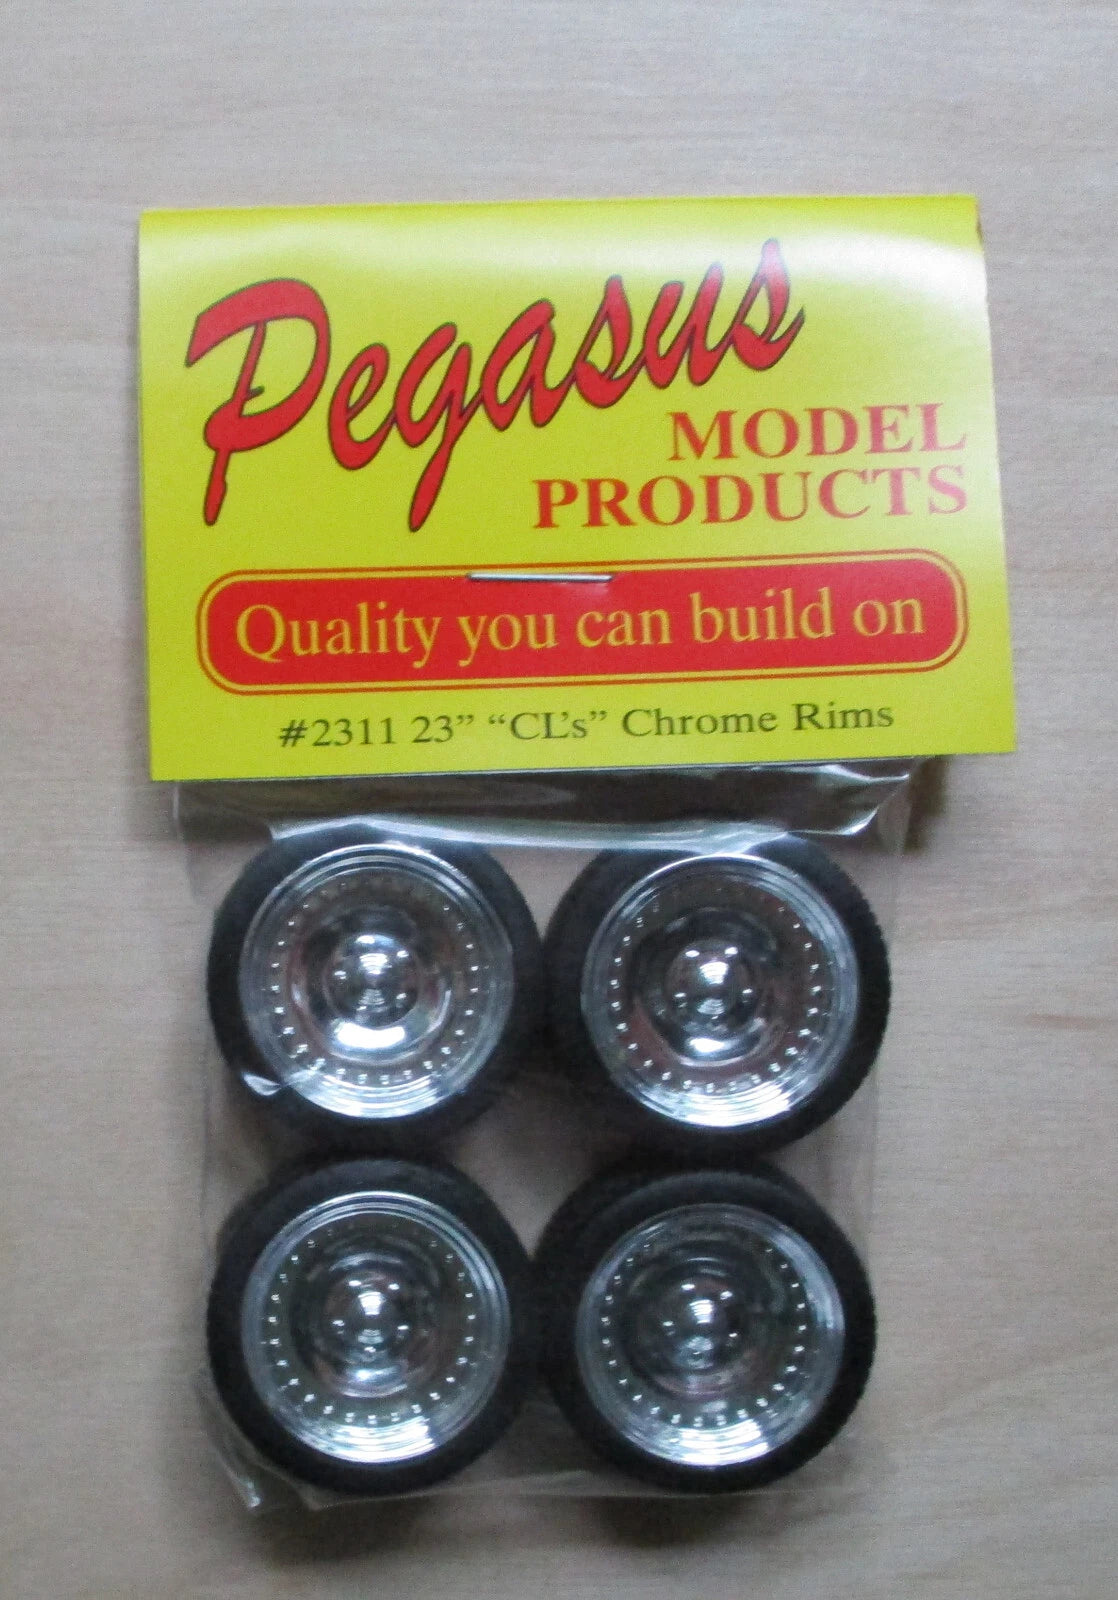 Pegasus
MODEL
PRODUCTS
Quality you can build on
#2311 23” “CL's” Chrome Rims